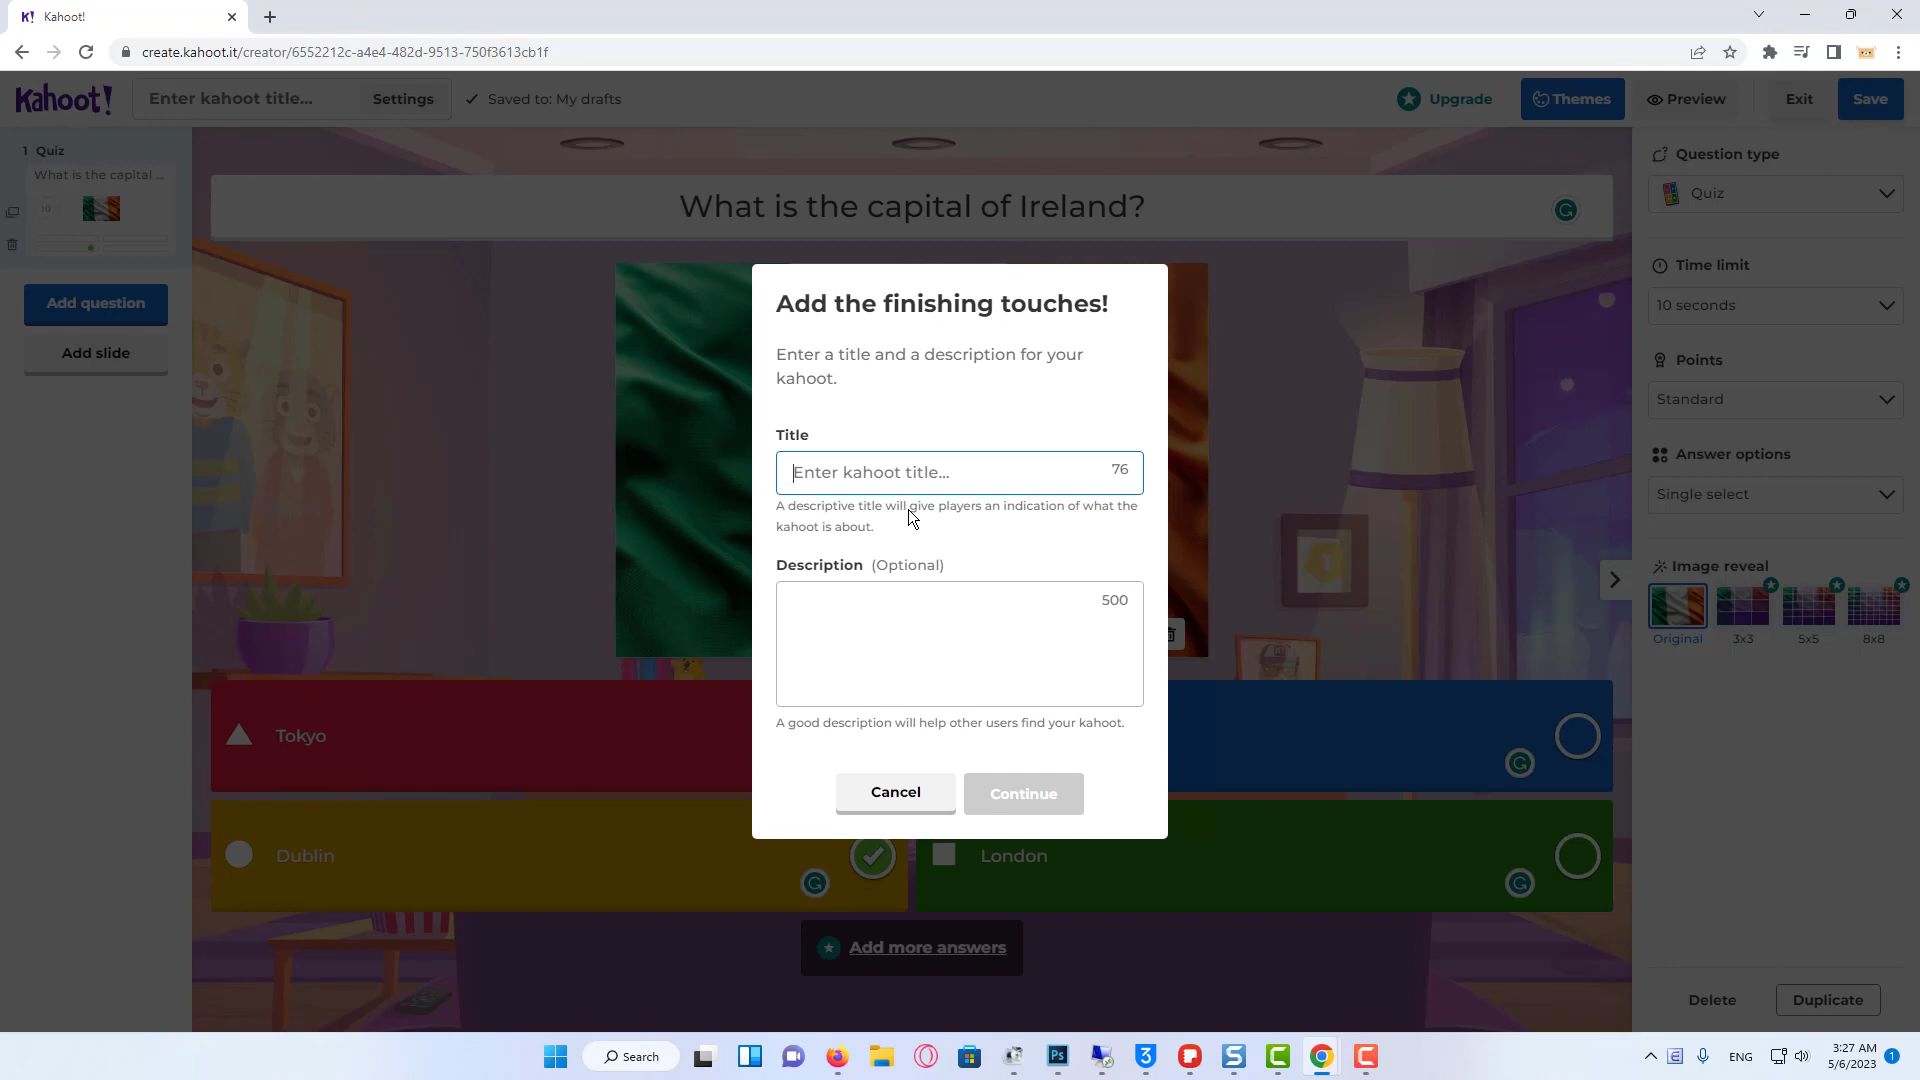 Kahoot!
create.kahoot.it/creator/6552212c-a4e4-482d-9513-750f3613cb1f
Kahoot!
Enter kahoot title...
Settings
Saved to: My drafts
Upgrade
Themes
Preview
Exit
Save
1 Quiz
What is the capital ...
10
Add question
Add slide
What is the capital of Ireland?
Add the finishing touches!
Enter a title and a description for your
kahoot.
Title
Enter kahoot title...
76
A descriptive title will give players an indication of what the
kahoot is about.
Description (Optional)
500
A good description will help other users find your kahoot.
Cancel
Continue
Tokyo
Dublin
London
Add more answers
Question type
Quiz
Time limit
10 seconds
Points
Standard
Answer options
Single select
Image reveal
Original
3x3
5x5
8x8
Delete
Duplicate
Search
Ps
3
S
C
C
ENG
3:27 AM
5/6/2023
1